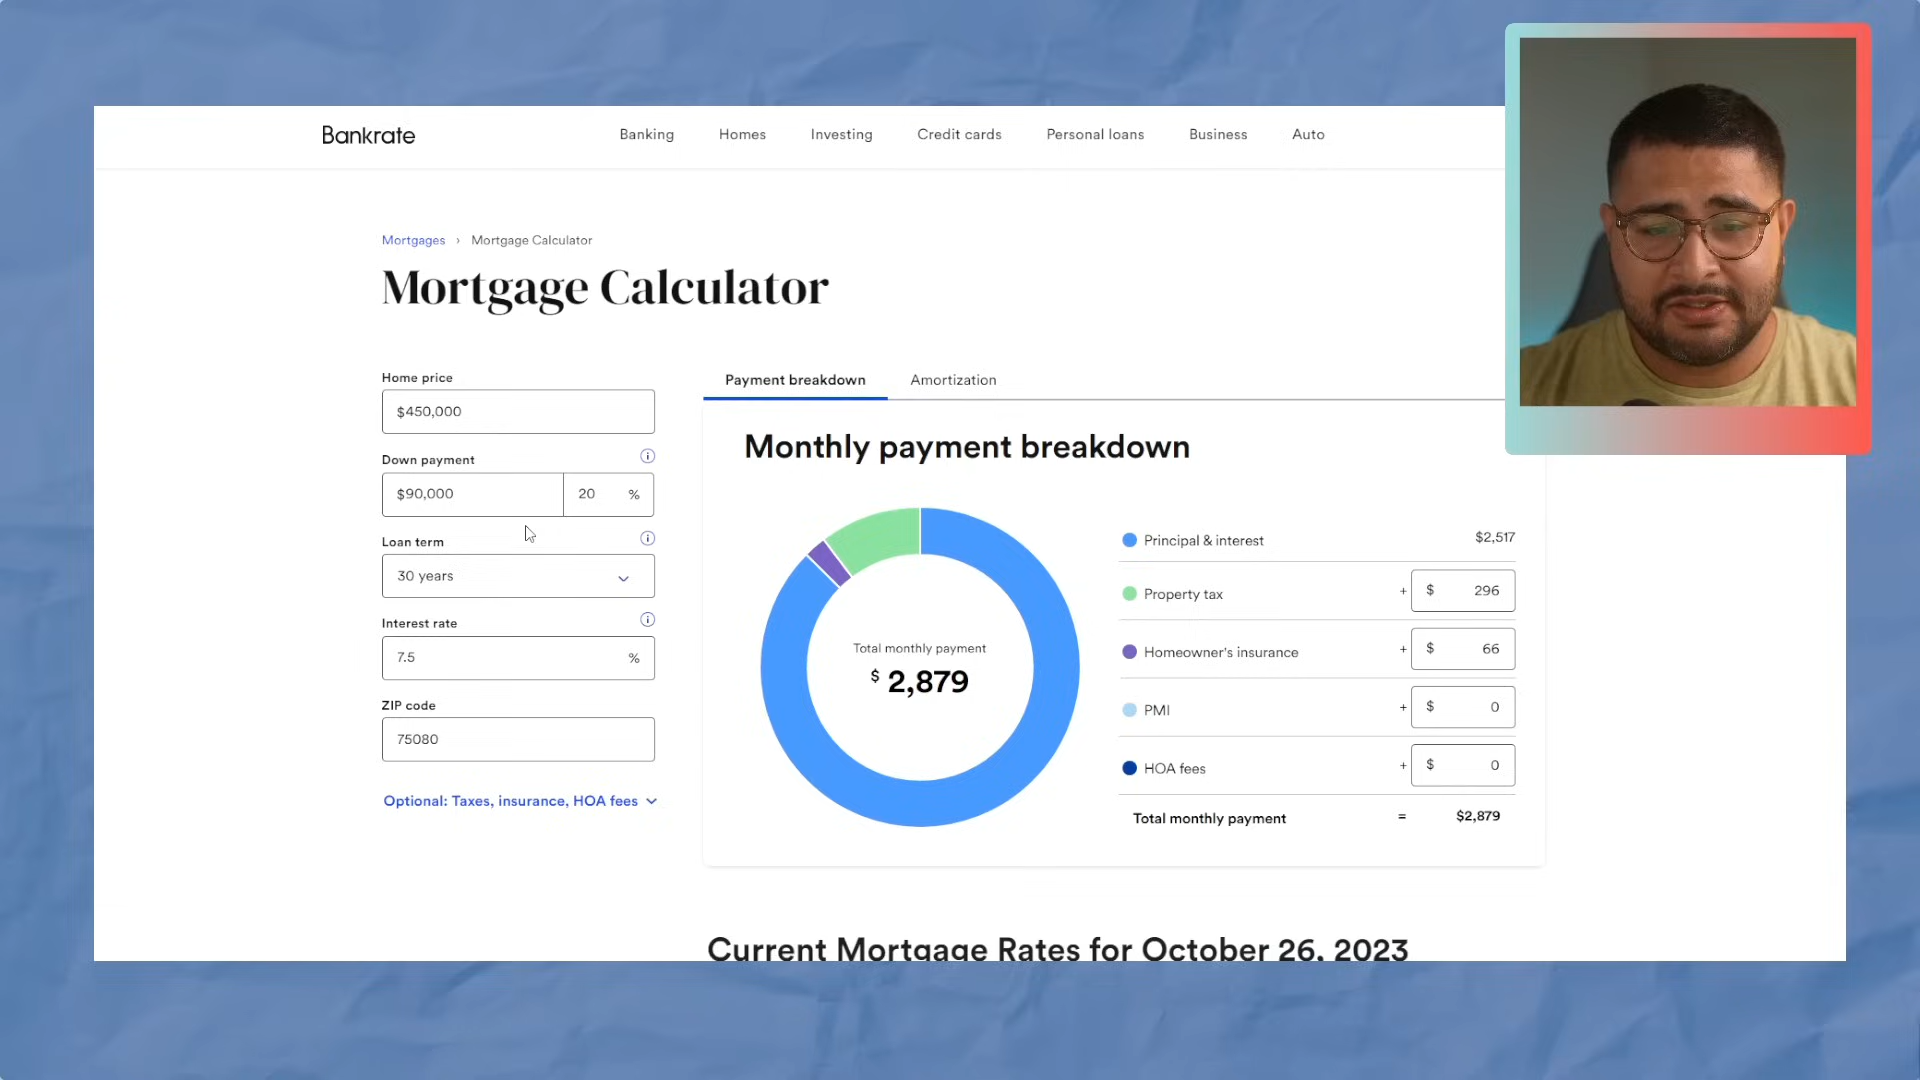 Bankrate
Banking Homes Investing Credit cards Personal loans Business Auto
Mortgages › Mortgage Calculator
Mortgage Calculator
Home price
$450,000
Down payment
$90,000 20 %
Loan term
30 years
Interest rate
7.5 %
ZIP code
75080
Optional: Taxes, insurance, HOA fees
Payment breakdown Amortization
Monthly payment breakdown
Total monthly payment
$ 2,879
Principal & interest $2,517
Property tax + $ 296
Homeowner's insurance + $ 66
PMI + $ 0
HOA fees + $ 0
Total monthly payment = $2,879
Current Mortgage Rates for October 26, 2023